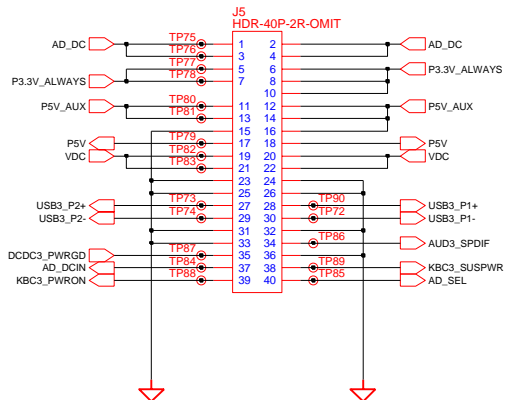 J5
HDR-40P-2R-OMIT
AD_DC TP75 1 2 AD_DC
TP76 3 4
TP77 5 6 P3.3V_ALWAYS
P3.3V_ALWAYS TP78 7 8
10
P5V_AUX TP80 11 12 P5V_AUX
TP81 13 14
15 16
P5V TP79 17 18 P5V
VDC TP82 19 20 VDC
TP83 21 22
23 24
25 26
USB3_P2+ TP73 27 28 TP90 USB3_P1+
USB3_P2- TP74 29 30 TP72 USB3_P1-
31 32
33 34 TP86 AUD3_SPDIF
DCDC3_PWRGD TP87 35 36
AD_DCIN TP84 37 38 TP89 KBC3_SUSPWR
KBC3_PWRON TP88 39 40 TP85 AD_SEL